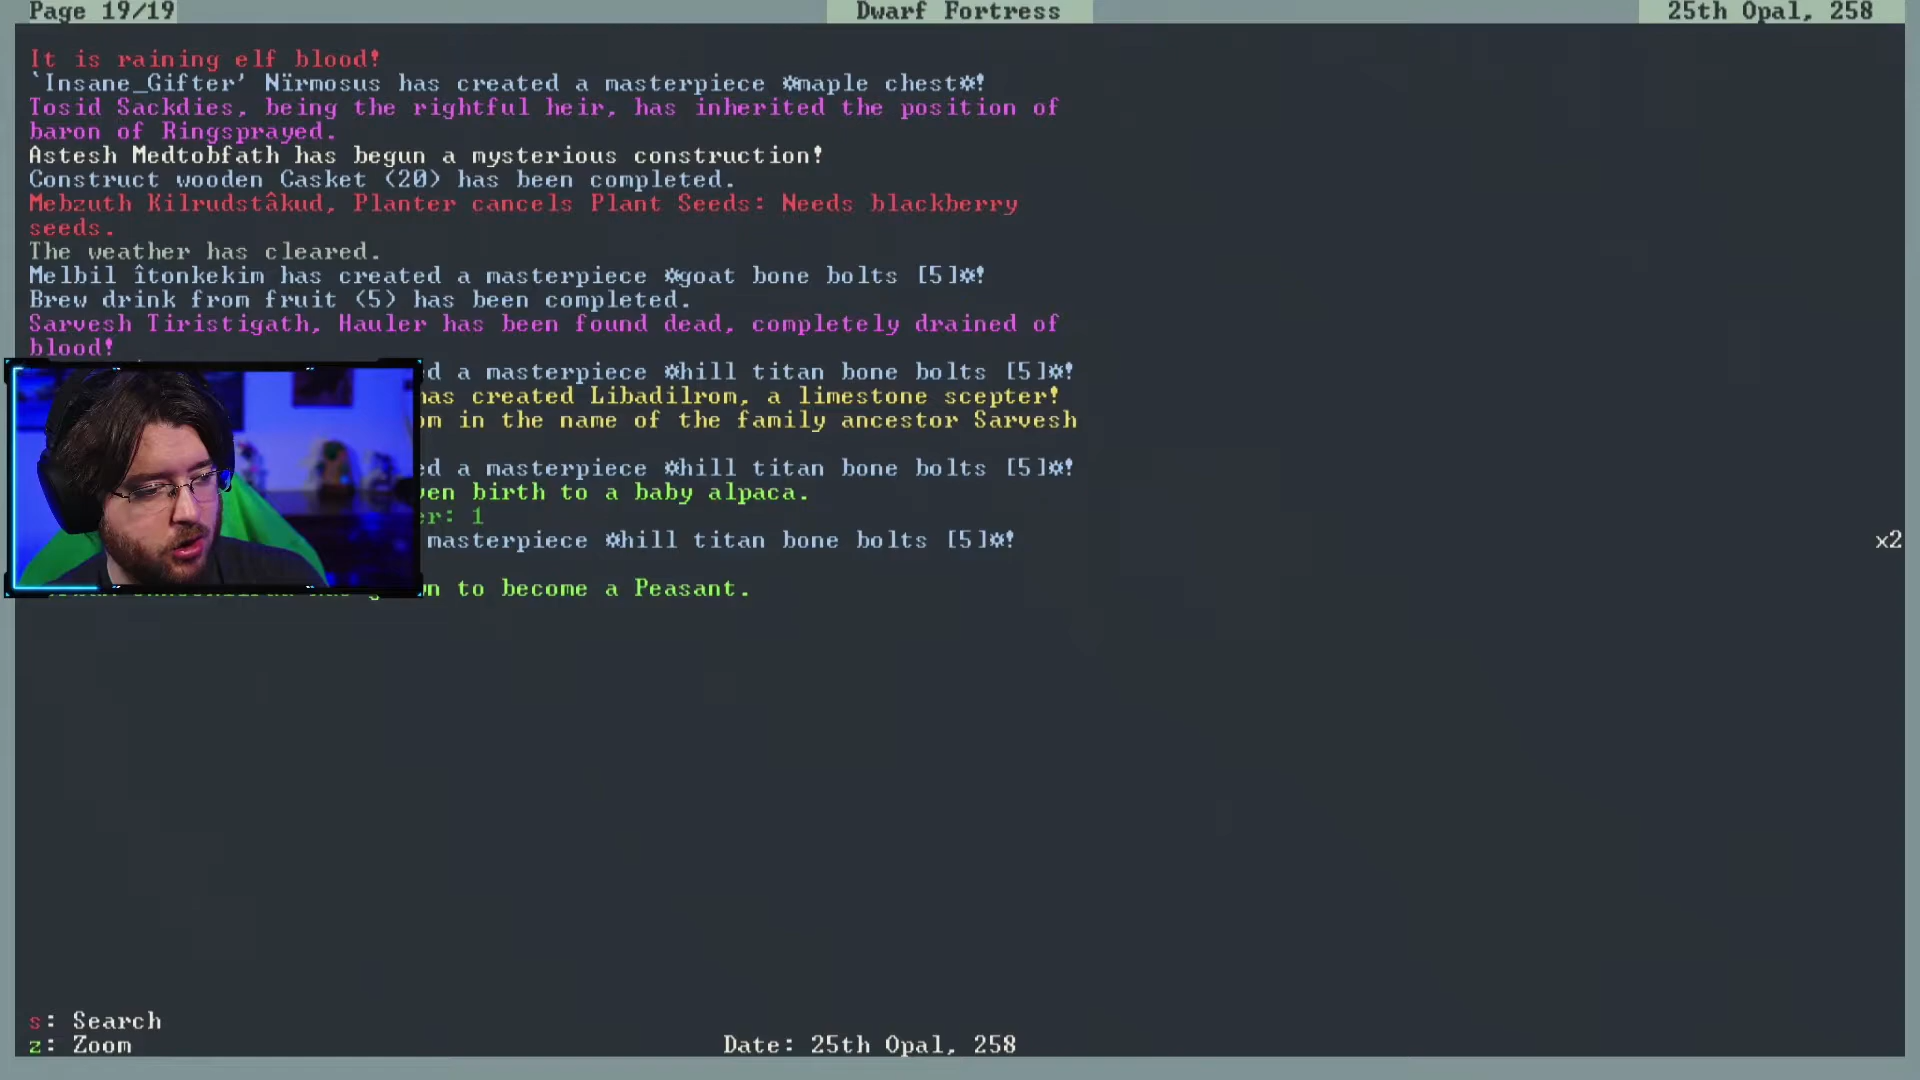 Page 19/19
Dwarf Fortress
25th Opal, 258
It is raining elf blood!
`Insane_Gifter' Nïrmosus has created a masterpiece ☼maple chest☼!
Tosid Sackdies, being the rightful heir, has inherited the position of
baron of Ringsprayed.
Astesh Medtobfath has begun a mysterious construction!
Construct wooden Casket (20) has been completed.
Mebzuth Kilrudstâkud, Planter cancels Plant Seeds: Needs blackberry
seeds.
The weather has cleared.
Melbil îtonkekim has created a masterpiece ☼goat bone bolts [5]☼!
Brew drink from fruit (5) has been completed.
Sarvesh Tiristigath, Hauler has been found dead, completely drained of
blood!
d a masterpiece ☼hill titan bone bolts [5]☼!
has created Libadilrom, a limestone scepter!
om in the name of the family ancestor Sarvesh
ed a masterpiece ☼hill titan bone bolts [5]☼!
ven birth to a baby alpaca.
er: 1
masterpiece ☼hill titan bone bolts [5]☼!
x2
n to become a Peasant.
s: Search
z: Zoom
Date: 25th Opal, 258